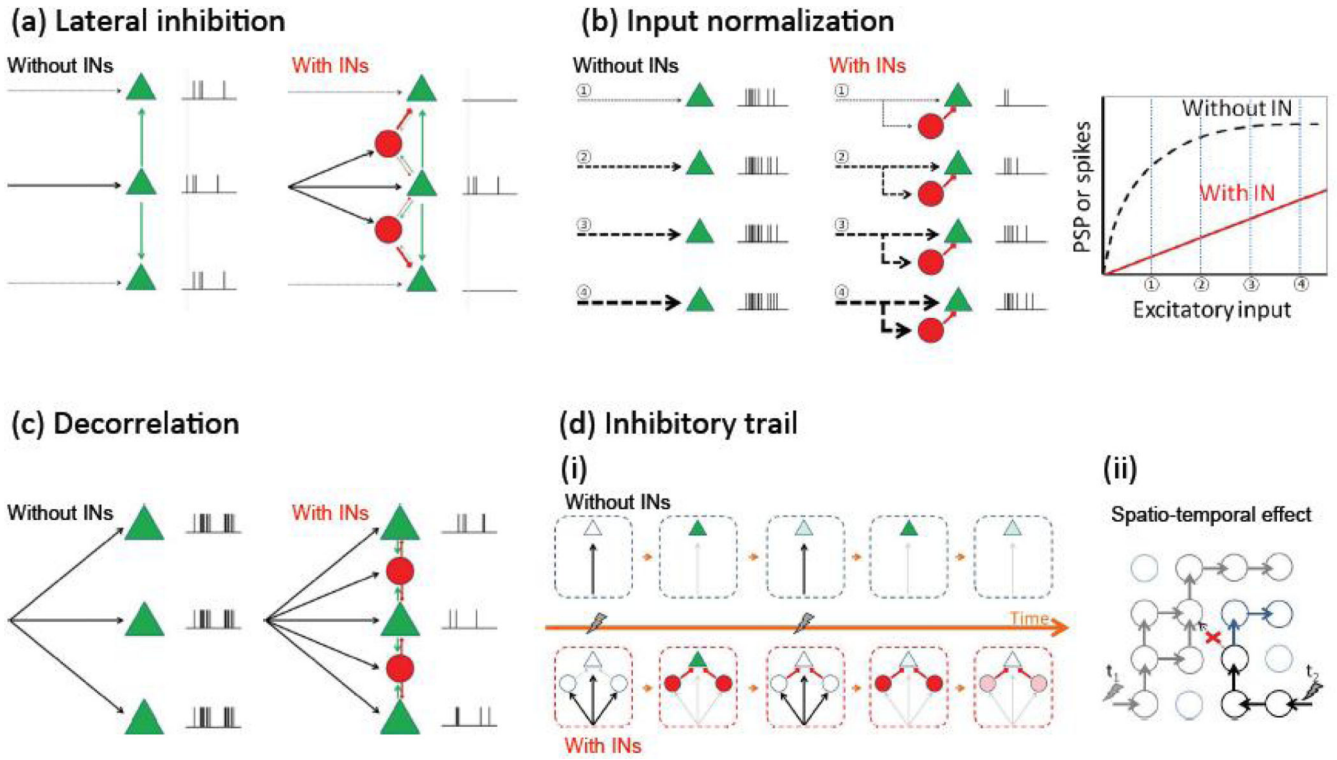 (a) Lateral inhibition
Without INs
With INs
(b) Input normalization
Without INs
With INs
①
②
③
④
①
②
③
④
PSP or spikes
Without IN
With IN
① ② ③ ④
Excitatory input
(c) Decorrelation
Without INs
With INs
(d) Inhibitory trail
(i)
Without INs
Time
With INs
(ii)
Spatio-temporal effect
t1
t2